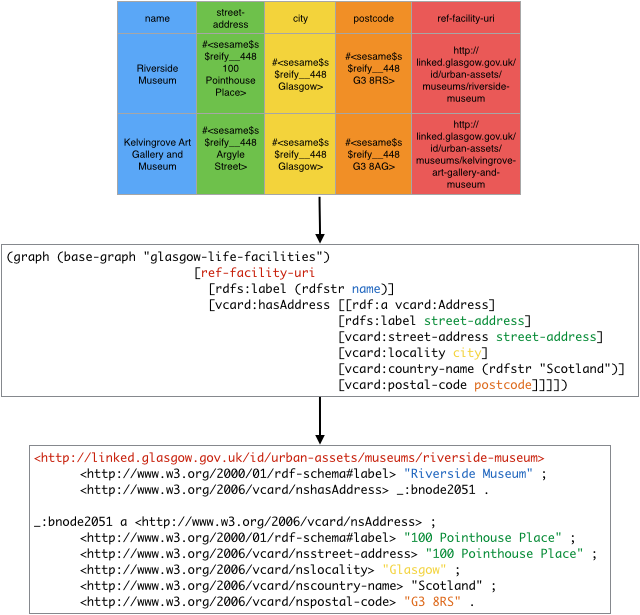 name
street-
address
city
postcode
ref-facility-uri
Riverside
Museum
#<sesame$s
$reify__448
100
Pointhouse
Place>
#<sesame$s
$reify__448
Glasgow>
#<sesame$s
$reify__448
G3 8RS>
http://
linked.glasgow.gov.uk/
id/urban-assets/
museums/riverside-
museum
Kelvingrove Art
Gallery and
Museum
#<sesame$s
$reify__448
Argyle
Street>
#<sesame$s
$reify__448
Glasgow>
#<sesame$s
$reify__448
G3 8AG>
http://
linked.glasgow.gov.uk/
id/urban-assets/
museums/kelvingrove-
art-gallery-and-
museum
(graph (base-graph "glasgow-life-facilities")
[ref-facility-uri
[rdfs:label (rdfstr name)]
[vcard:hasAddress [[rdf:a vcard:Address]
[rdfs:label street-address]
[vcard:street-address street-address]
[vcard:locality city]
[vcard:country-name (rdfstr "Scotland")]
[vcard:postal-code postcode]]]])
<http://linked.glasgow.gov.uk/id/urban-assets/museums/riverside-museum>
<http://www.w3.org/2000/01/rdf-schema#label> "Riverside Museum" ;
<http://www.w3.org/2006/vcard/nshasAddress> _:bnode2051 .
_:bnode2051 a <http://www.w3.org/2006/vcard/nsAddress> ;
<http://www.w3.org/2000/01/rdf-schema#label> "100 Pointhouse Place" ;
<http://www.w3.org/2006/vcard/nsstreet-address> "100 Pointhouse Place" ;
<http://www.w3.org/2006/vcard/nslocality> "Glasgow" ;
<http://www.w3.org/2006/vcard/nscountry-name> "Scotland" ;
<http://www.w3.org/2006/vcard/nspostal-code> "G3 8RS" .